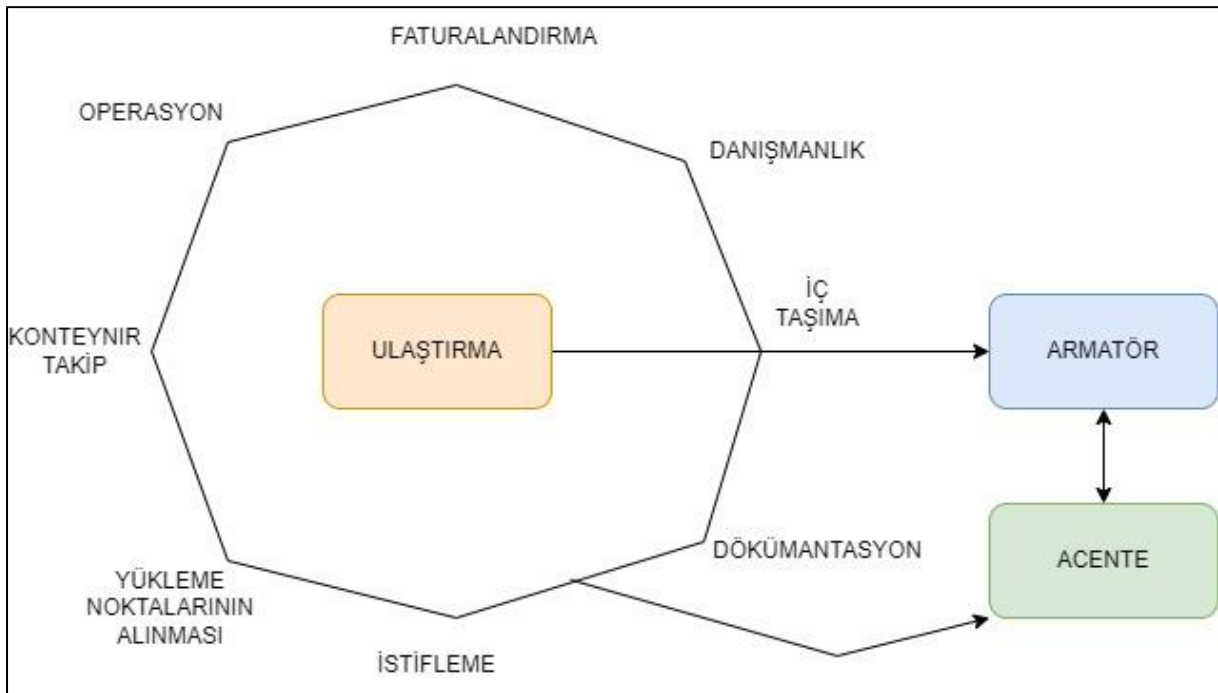 FATURALANDIRMA
OPERASYON
DANIŞMANLIK
İÇ
TAŞIMA
KONTEYNIR
TAKİP
ULAŞTIRMA
ARMATÖR
DÖKÜMANTASYON
ACENTE
YÜKLEME
NOKTALARININ
ALINMASI
İSTİFLEME